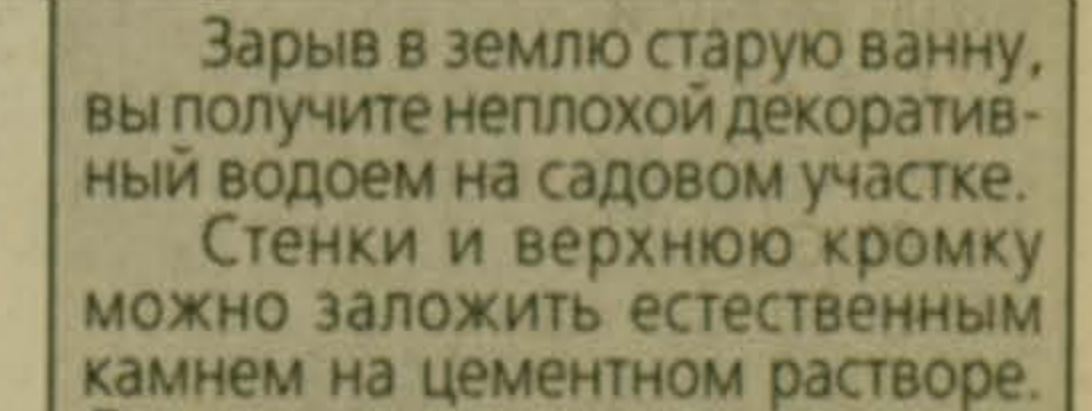 Зарыв в землю старую ванну,
вы получите неплохой декоратив-
ный водоем на садовом участке.
Стенки и верхнюю кромку
можно заложить естественным
камнем на цементном растворе.